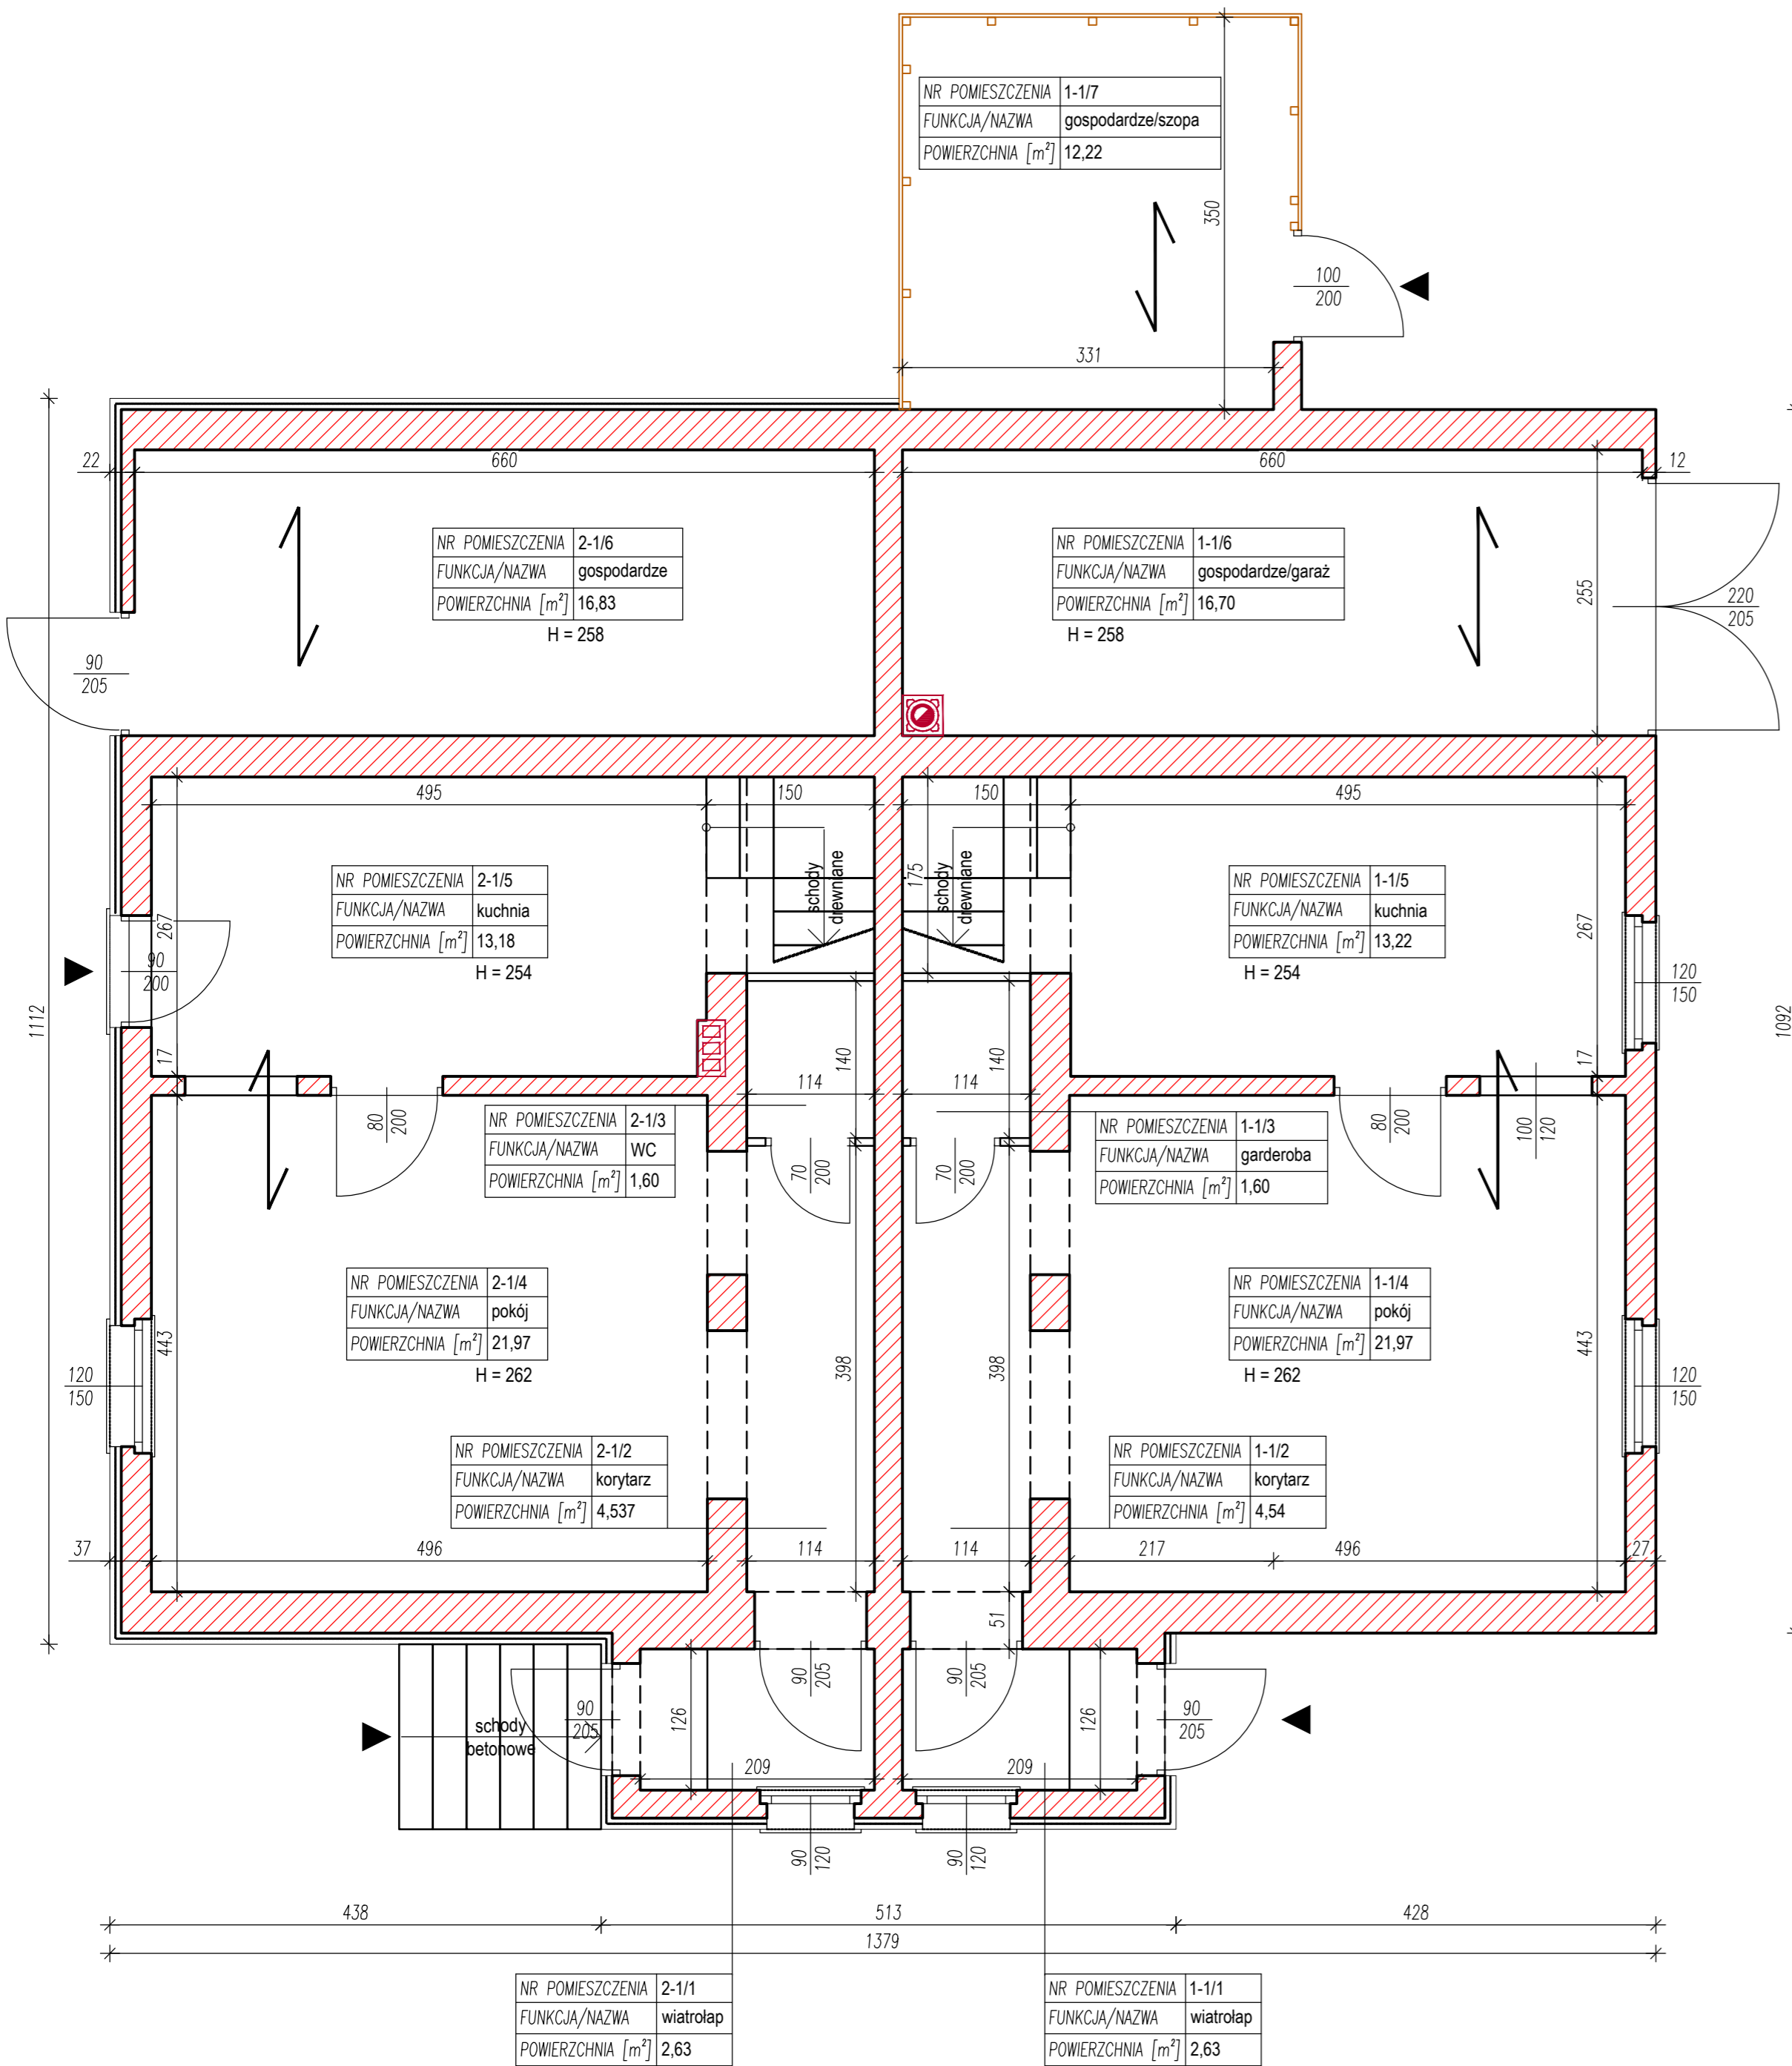 NR POMIESZCZENIA 1-1/7
FUNKCJA/NAZWA gospodardze/szopa
POWIERZCHNIA [m²] 12,22
350
100
200
331
22
660
660
12
NR POMIESZCZENIA 2-1/6
FUNKCJA/NAZWA gospodardze
POWIERZCHNIA [m²] 16,83
H = 258
NR POMIESZCZENIA 1-1/6
FUNKCJA/NAZWA gospodardze/garaż
POWIERZCHNIA [m²] 16,70
H = 258
255
220
205
90
205
495
150
150
495
schody
drewniane
175
schody
drewniane
NR POMIESZCZENIA 2-1/5
FUNKCJA/NAZWA kuchnia
POWIERZCHNIA [m²] 13,18
H = 254
NR POMIESZCZENIA 1-1/5
FUNKCJA/NAZWA kuchnia
POWIERZCHNIA [m²] 13,22
H = 254
267
267
90
200
120
150
1112
1092
17
140
140
17
114
114
80
200
80
200
100
120
NR POMIESZCZENIA 2-1/3
FUNKCJA/NAZWA WC
POWIERZCHNIA [m²] 1,60
70
200
70
200
NR POMIESZCZENIA 1-1/3
FUNKCJA/NAZWA garderoba
POWIERZCHNIA [m²] 1,60
NR POMIESZCZENIA 2-1/4
FUNKCJA/NAZWA pokój
POWIERZCHNIA [m²] 21,97
H = 262
NR POMIESZCZENIA 1-1/4
FUNKCJA/NAZWA pokój
POWIERZCHNIA [m²] 21,97
H = 262
443
398
398
443
120
150
120
150
NR POMIESZCZENIA 2-1/2
FUNKCJA/NAZWA korytarz
POWIERZCHNIA [m²] 4,537
NR POMIESZCZENIA 1-1/2
FUNKCJA/NAZWA korytarz
POWIERZCHNIA [m²] 4,54
37
496
114
114
217
496
27
51
90
205
90
205
90
205
90
205
schody
betonowe
126
126
209
209
90
120
90
120
438
513
428
1379
NR POMIESZCZENIA 2-1/1
FUNKCJA/NAZWA wiatrołap
POWIERZCHNIA [m²] 2,63
NR POMIESZCZENIA 1-1/1
FUNKCJA/NAZWA wiatrołap
POWIERZCHNIA [m²] 2,63